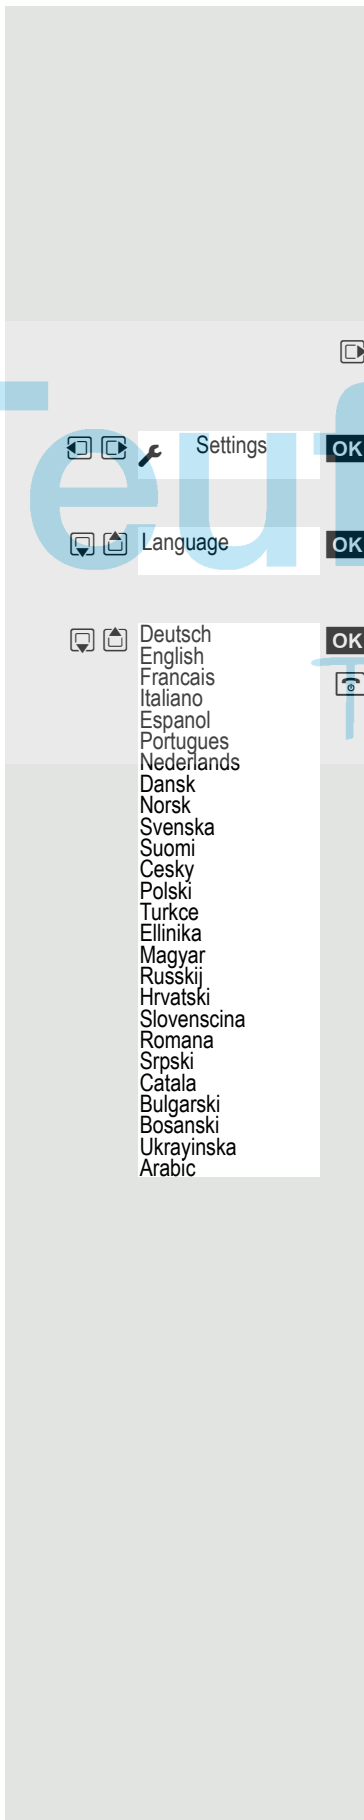 Settings OK
Language OK
Deutsch OK
English
Francais
Italiano
Espanol
Portugues
Nederlands
Dansk
Norsk
Svenska
Suomi
Cesky
Polski
Turkce
Ellinika
Magyar
Russkij
Hrvatski
Slovenscina
Romana
Srpski
Catala
Bulgarski
Bosanski
Ukrayinska
Arabic